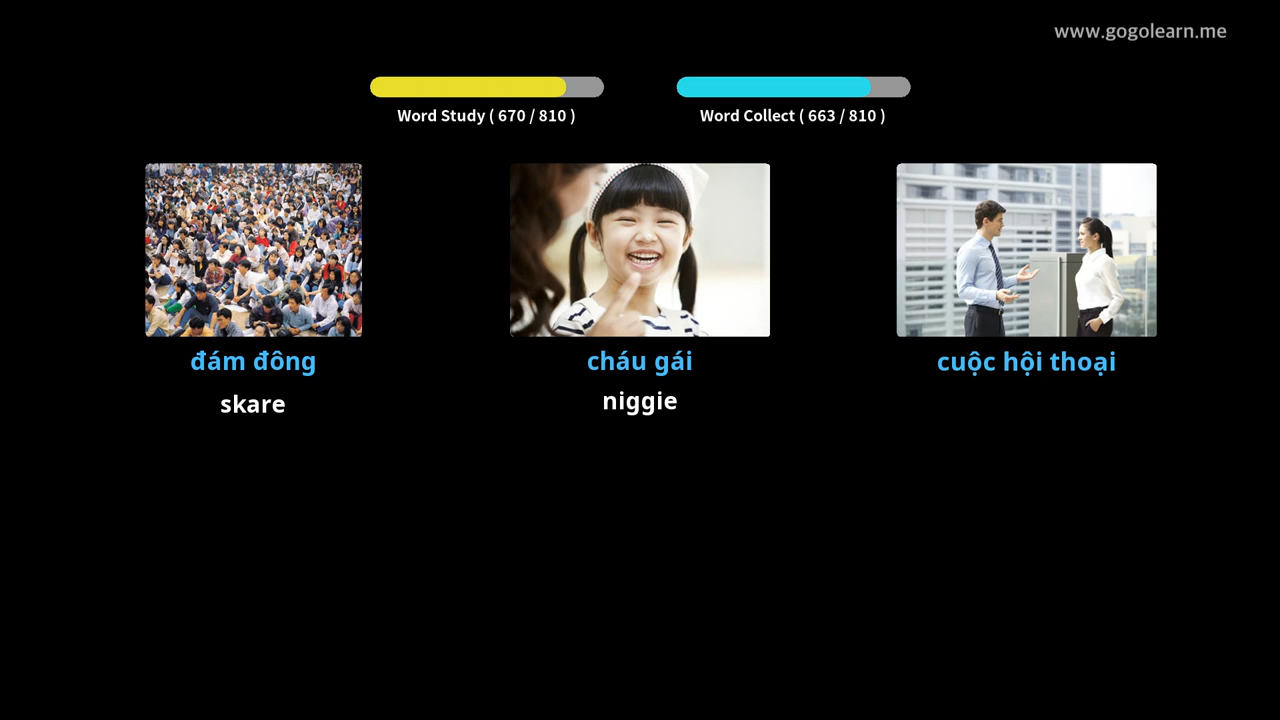 www.gogolearn.me
Word Study ( 670 / 810 )
Word Collect ( 663 / 810 )
đám đông
cháu gái
cuộc hội thoại
skare
niggie